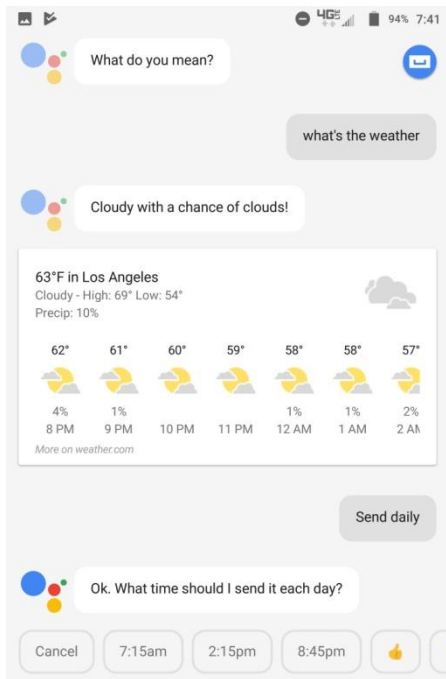 4G 94% 7:41
What do you mean?
what's the weather
Cloudy with a chance of clouds!
63°F in Los Angeles
Cloudy - High: 69° Low: 54°
Precip: 10%
62° 61° 60° 59° 58° 58° 57°
4% 1% 1% 1% 2%
8 PM 9 PM 10 PM 11 PM 12 AM 1 AM 2 AM
More on weather.com
Send daily
Ok. What time should I send it each day?
Cancel 7:15am 2:15pm 8:45pm 👍